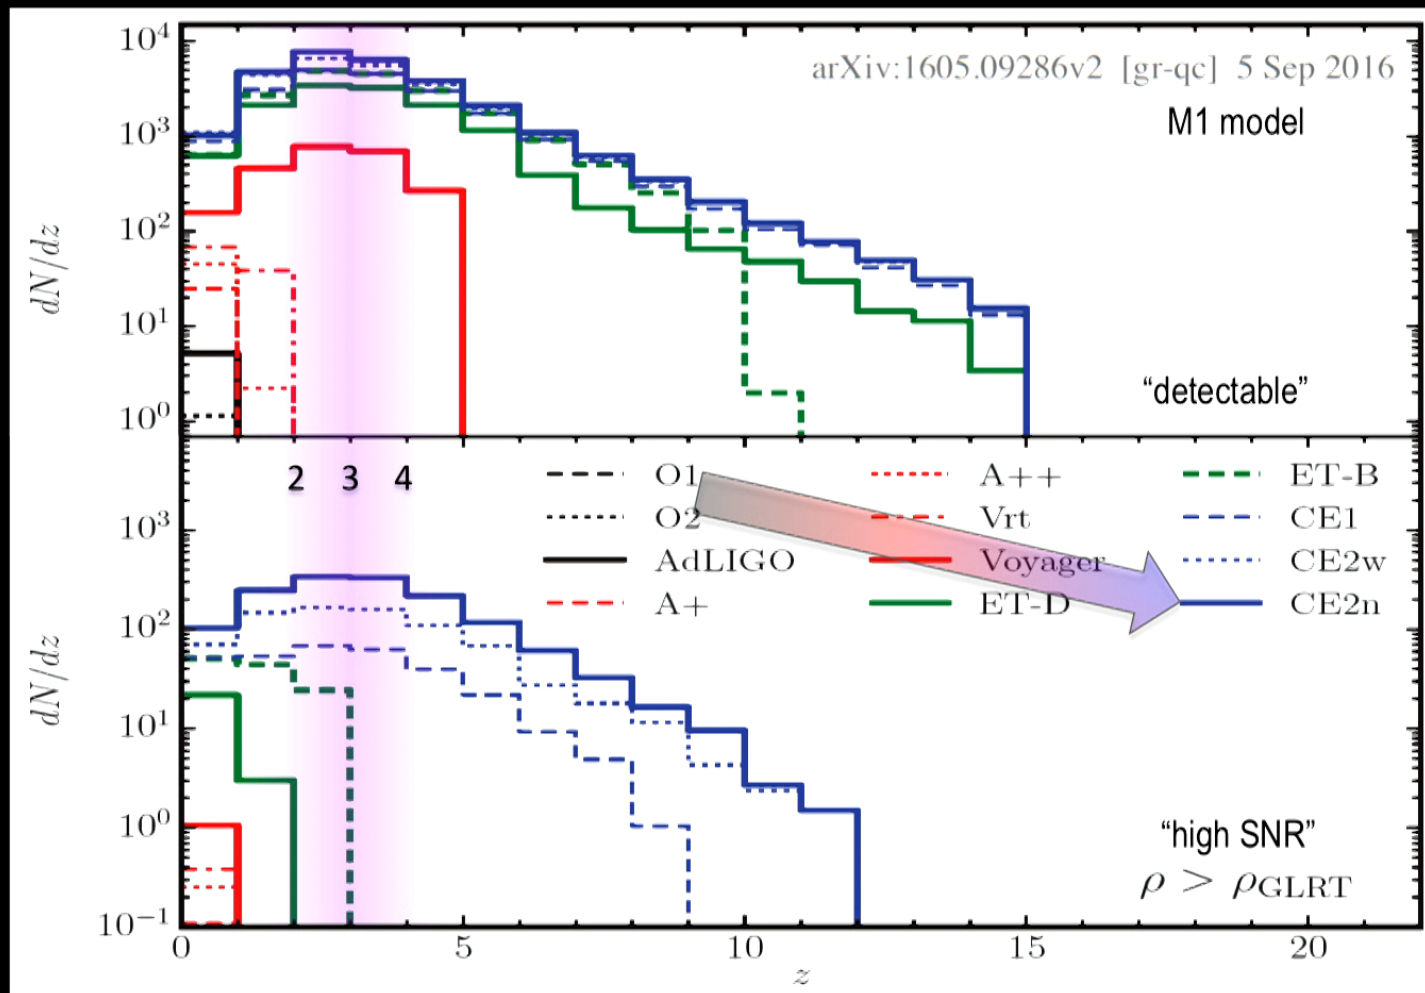 arXiv:1605.09286v2 [gr-qc] 5 Sep 2016
M1 model
dN/dz
10^4
10^3
10^2
10^1
10^0
"detectable"
2 3 4
O1
O2
AdLIGO
A+
A++
Vrt
Voyager
ET-D
ET-B
CE1
CE2w
CE2n
dN/dz
10^3
10^2
10^1
10^0
10^−1
"high SNR"
ρ > ρGLRT
0 5 10 15 20
z